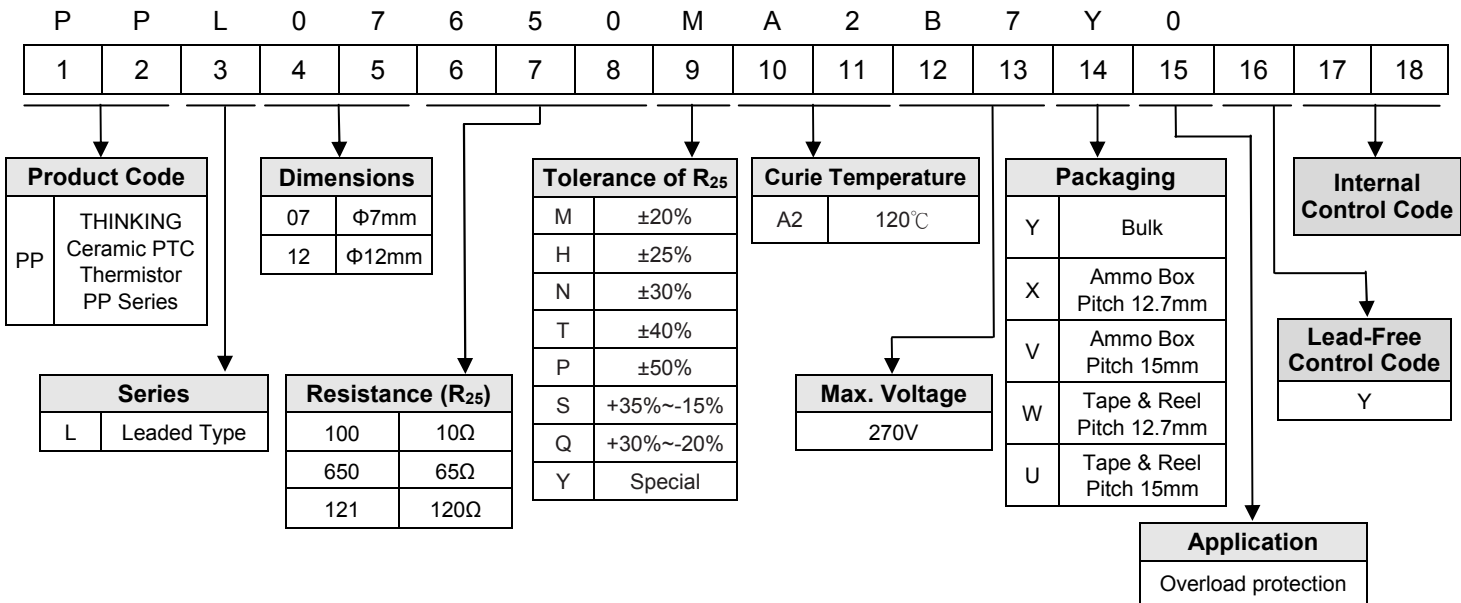 P P L 0 7 6 5 0 M A 2 B 7 Y 0
1 2 3 4 5 6 7 8 9 10 11 12 13 14 15 16 17 18
Product Code
PP
THINKING
Ceramic PTC
Thermistor
PP Series
Dimensions
07 Φ7mm
12 Φ12mm
Tolerance of R25
M ±20%
H ±25%
N ±30%
T ±40%
P ±50%
S +35%~-15%
Q +30%~-20%
Y Special
Curie Temperature
A2 120℃
Packaging
Y Bulk
X Ammo Box
Pitch 12.7mm
V Ammo Box
Pitch 15mm
W Tape & Reel
Pitch 12.7mm
U Tape & Reel
Pitch 15mm
Internal
Control Code
Lead-Free
Control Code
Y
Series
L Leaded Type
Resistance (R25)
100 10Ω
650 65Ω
121 120Ω
Max. Voltage
270V
Application
Overload protection